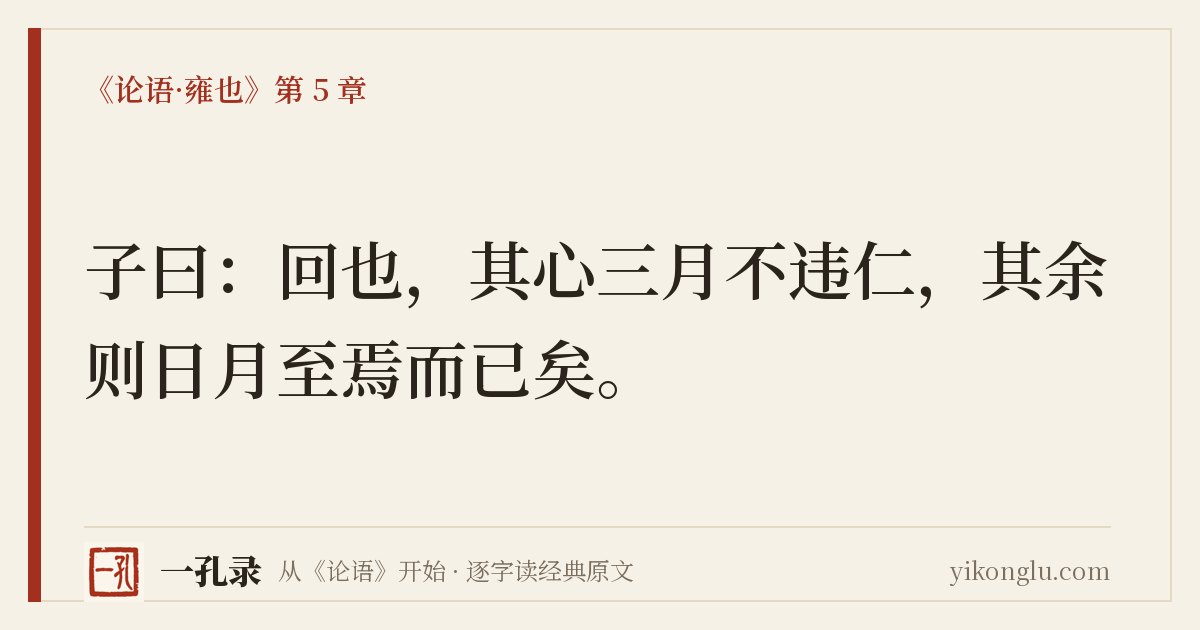 《论语·雍也》第 5 章
子曰：回也，其心三月不违仁，其余
则日月至焉而已矣。
一孔 一孔录 从《论语》开始 · 逐字读经典原文 yikonglu.com